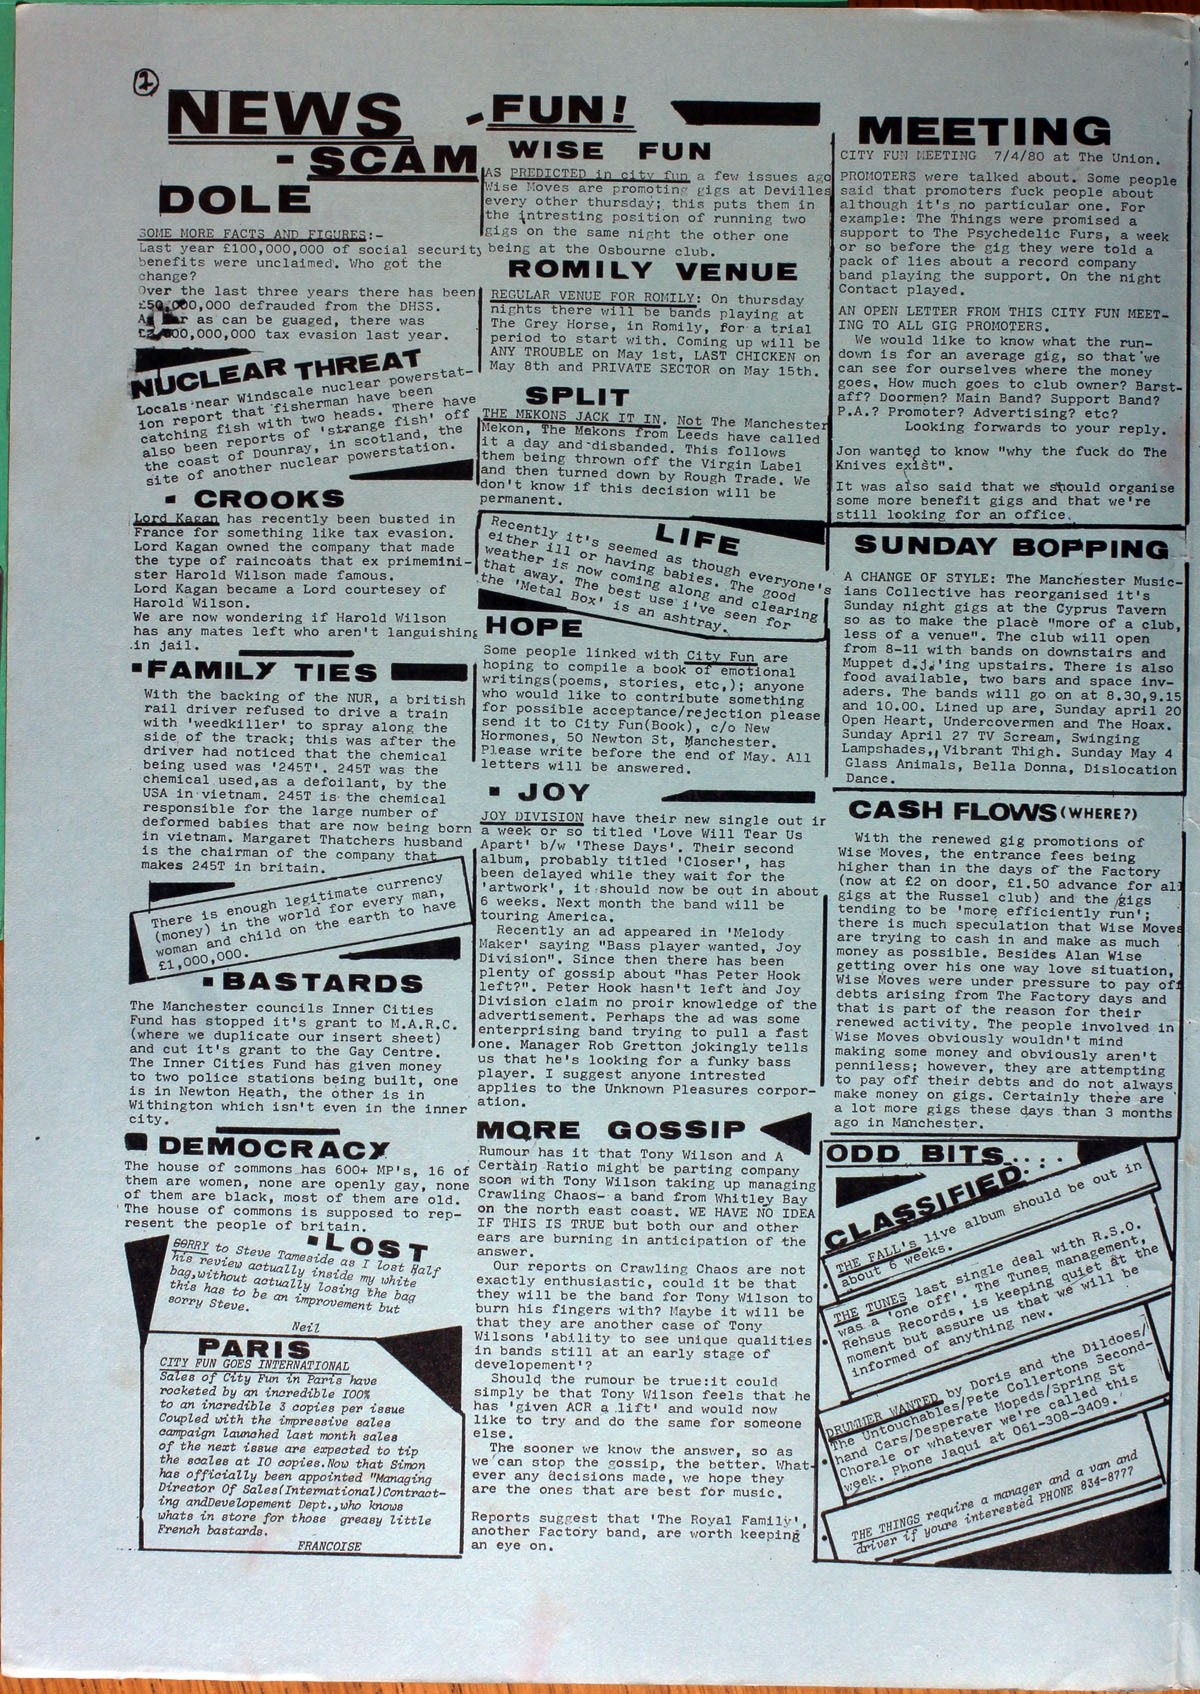 2
NEWS
- SCAM
DOLE
SOME MORE FACTS AND FIGURES:-
Last year £100,000,000 of social security
benefits were unclaimed. Who got the
change?
Over the last three years there has been
£50,000,000 defrauded from the DHSS.
as can be guaged, there was
000,000 tax evasion last year.
NUCLEAR THREAT
Locals near Windscale nuclear powerstat-
ion report that fisherman have been
catching fish with two heads. There have
also been reports of 'strange fish' off
the coast of Dounray, in scotland, the
site of another nuclear powerstation.
- CROOKS
Lord Kagan has recently been busted in
France for something like tax evasion.
Lord Kagan owned the company that made
the type of raincoats that ex primemini-
ster Harold Wilson made famous.
Lord Kagan became a Lord courtesey of
Harold Wilson.
We are now wondering if Harold Wilson
has any mates left who aren't languishing
in jail.
- FAMILY TIES
With the backing of the NUR, a british
rail driver refused to drive a train
with 'weedkiller' to spray along the
side of the track; this was after the
driver had noticed that the chemical
being used was '245T'. 245T was the
chemical used,as a defoilant, by the
USA in vietnam. 245T is the chemical
responsible for the large number of
deformed babies that are now being born
in vietnam. Margaret Thatchers husband
is the chairman of the company that
makes 245T in britain.
There is enough legitimate currency
(money) in the world for every man,
woman and child on the earth to have
£1,000,000.
- BASTARDS
The Manchester councils Inner Cities
Fund has stopped it's grant to M.A.R.C.
(where we duplicate our insert sheet)
and cut it's grant to the Gay Centre.
The Inner Cities Fund has given money
to two police stations being built, one
is in Newton Heath, the other is in
Withington which isn't even in the inner
city.
DEMOCRACY
The house of commons has 600+ MP's, 16 of
them are women, none are openly gay, none
of them are black, most of them are old.
The house of commons is supposed to rep-
resent the people of britain.
- LOST
SORRY to Steve Tameside as I lost half
his review actually inside my white
bag,without actually losing the bag
this has to be an improvement but
sorry Steve.
Neil
PARIS
CITY FUN GOES INTERNATIONAL
Sales of City Fun in Paris have
rocketed by an incredible 100%
to an incredible 3 copies per issue
Coupled with the impressive sales
campaign launched last month sales
of the next issue are expected to tip
the scales at IO copies.Now that Simon
has officially been appointed "Managing
Director Of Sales(International)Contract-
ing andDevelopement Dept.,who knows
whats in store for those greasy little
French bastards.
FRANCOISE
- FUN!
WISE FUN
AS PREDICTED in city fun a few issues ago
Wise Moves are promoting gigs at Devilles
every other thursday; this puts them in
the intresting position of running two
gigs on the same night the other one
being at the Osbourne club.
ROMILY VENUE
REGULAR VENUE FOR ROMILY: On thursday
nights there will be bands playing at
The Grey Horse, in Romily, for a trial
period to start with. Coming up will be
ANY TROUBLE on May 1st, LAST CHICKEN on
May 8th and PRIVATE SECTOR on May 15th.
SPLIT
THE MEKONS JACK IT IN. Not The Manchester
Mekon, The Mekons from Leeds have called
it a day and disbanded. This follows
them being thrown off the Virgin Label
and then turned down by Rough Trade. We
don't know if this decision will be
permanent.
LIFE
Recently it's seemed as though everyone's
either ill or having babies. The good
weather is now coming along and clearing
that away. The best use i've seen for
the 'Metal Box' is an ashtray.
HOPE
Some people linked with City Fun are
hoping to compile a book of emotional
writings(poems, stories, etc,); anyone
who would like to contribute something
for possible acceptance/rejection please
send it to City Fun(Book), c/o New
Hormones, 50 Newton St, Manchester.
Please write before the end of May. All
letters will be answered.
- JOY
JOY DIVISION have their new single out in
a week or so titled 'Love Will Tear Us
Apart' b/w 'These Days'. Their second
album, probably titled 'Closer', has
been delayed while they wait for the
'artwork', it should now be out in about
6 weeks. Next month the band will be
touring America.
Recently an ad appeared in 'Melody
Maker' saying "Bass player wanted, Joy
Division". Since then there has been
plenty of gossip about "has Peter Hook
left?". Peter Hook hasn't left and Joy
Division claim no proir knowledge of the
advertisement. Perhaps the ad was some
enterprising band trying to pull a fast
one. Manager Rob Gretton jokingly tells
us that he's looking for a funky bass
player. I suggest anyone intrested
applies to the Unknown Pleasures corpor-
ation.
MORE GOSSIP
Rumour has it that Tony Wilson and A
Certain Ratio might be parting company
soon with Tony Wilson taking up managing
Crawling Chaos- a band from Whitley Bay
on the north east coast. WE HAVE NO IDEA
IF THIS IS TRUE but both our and other
ears are burning in anticipation of the
answer.
Our reports on Crawling Chaos are not
exactly enthusiastic, could it be that
they will be the band for Tony Wilson to
burn his fingers with? Maybe it will be
that they are another case of Tony
Wilsons 'ability to see unique qualities
in bands still at an early stage of
developement'?
Should the rumour be true:it could
simply be that Tony Wilson feels that he
has 'given ACR a lift' and would now
like to try and do the same for someone
else.
The sooner we know the answer, so as
we can stop the gossip, the better. What-
ever any decisions made, we hope they
are the ones that are best for music.
Reports suggest that 'The Royal Family',
another Factory band, are worth keeping
an eye on.
MEETING
CITY FUN MEETING 7/4/80 at The Union.
PROMOTERS were talked about. Some people
said that promoters fuck people about
although it's no particular one. For
example: The Things were promised a
support to The Psychedelic Furs, a week
or so before the gig they were told a
pack of lies about a record company
band playing the support. On the night
Contact played.
AN OPEN LETTER FROM THIS CITY FUN MEET-
ING TO ALL GIG PROMOTERS.
We would like to know what the run-
down is for an average gig, so that we
can see for ourselves where the money
goes, How much goes to club owner? Barst-
aff? Doormen? Main Band? Support Band?
P.A.? Promoter? Advertising? etc?
Looking forwards to your reply.
Jon wanted to know "why the fuck do The
Knives exist".
It was also said that we should organise
some more benefit gigs and that we're
still looking for an office.
SUNDAY BOPPING
A CHANGE OF STYLE: The Manchester Music-
ians Collective has reorganised it's
Sunday night gigs at the Cyprus Tavern
so as to make the place "more of a club,
less of a venue". The club will open
from 8-11 with bands on downstairs and
Muppet d.j.'ing upstairs. There is also
food available, two bars and space inv-
aders. The bands will go on at 8.30,9.15
and 10.00. Lined up are, Sunday april 20
Open Heart, Undercovermen and The Hoax.
Sunday April 27 TV Scream, Swinging
Lampshades,, Vibrant Thigh. Sunday May 4
Glass Animals, Bella Donna, Dislocation
Dance.
CASH FLOWS (WHERE?)
With the renewed gig promotions of
Wise Moves, the entrance fees being
higher than in the days of the Factory
(now at £2 on door, £1.50 advance for all
gigs at the Russel club) and the gigs
tending to be 'more efficiently run';
there is much speculation that Wise Moves
are trying to cash in and make as much
money as possible. Besides Alan Wise
getting over his one way love situation,
Wise Moves were under pressure to pay off
debts arising from The Factory days and
that is part of the reason for their
renewed activity. The people involved in
Wise Moves obviously wouldn't mind
making some money and obviously aren't
penniless; however, they are attempting
to pay off their debts and do not always
make money on gigs. Certainly there are
a lot more gigs these days than 3 months
ago in Manchester.
ODD BITS....
CLASSIFIED
THE FALL's live album should be out in
about 6 weeks.
THE TUNES last single deal with R.S.O.
was a 'one off'. The Tunes management,
Rehsus Records, is keeping quiet at the
moment but assure us that we will be
informed of anything new.
DRUMMER WANTED by Doris and the Dildoes/
The Untouchables/Pete Collertons Second-
hand Cars/Desperate Mopeds/Spring St
Chorale or whatever we're called this
week. Phone Jaqui at 061-303-3409.
THE THINGS require a manager and a van and
driver if youre interested PHONE 834-8777